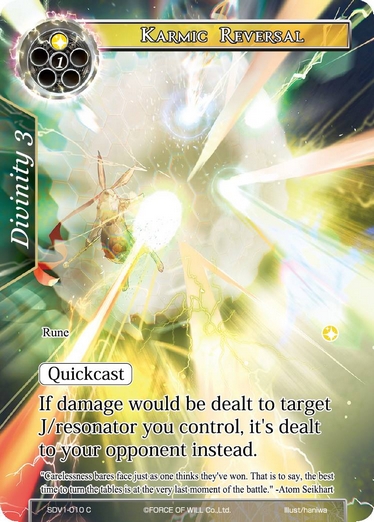 Karmic Reversal
1
Divinity 3
Rune
Quickcast
If damage would be dealt to target
J/resonator you control, it's dealt
to your opponent instead.
"Carelessness bares face just as one thinks they've won. That is to say, the best
time to turn the tables is at the very last moment of the battle." -Atom Seikhart
SDV1-010 C ©FORCE OF WILL Co.,Ltd. Illust/haniwa